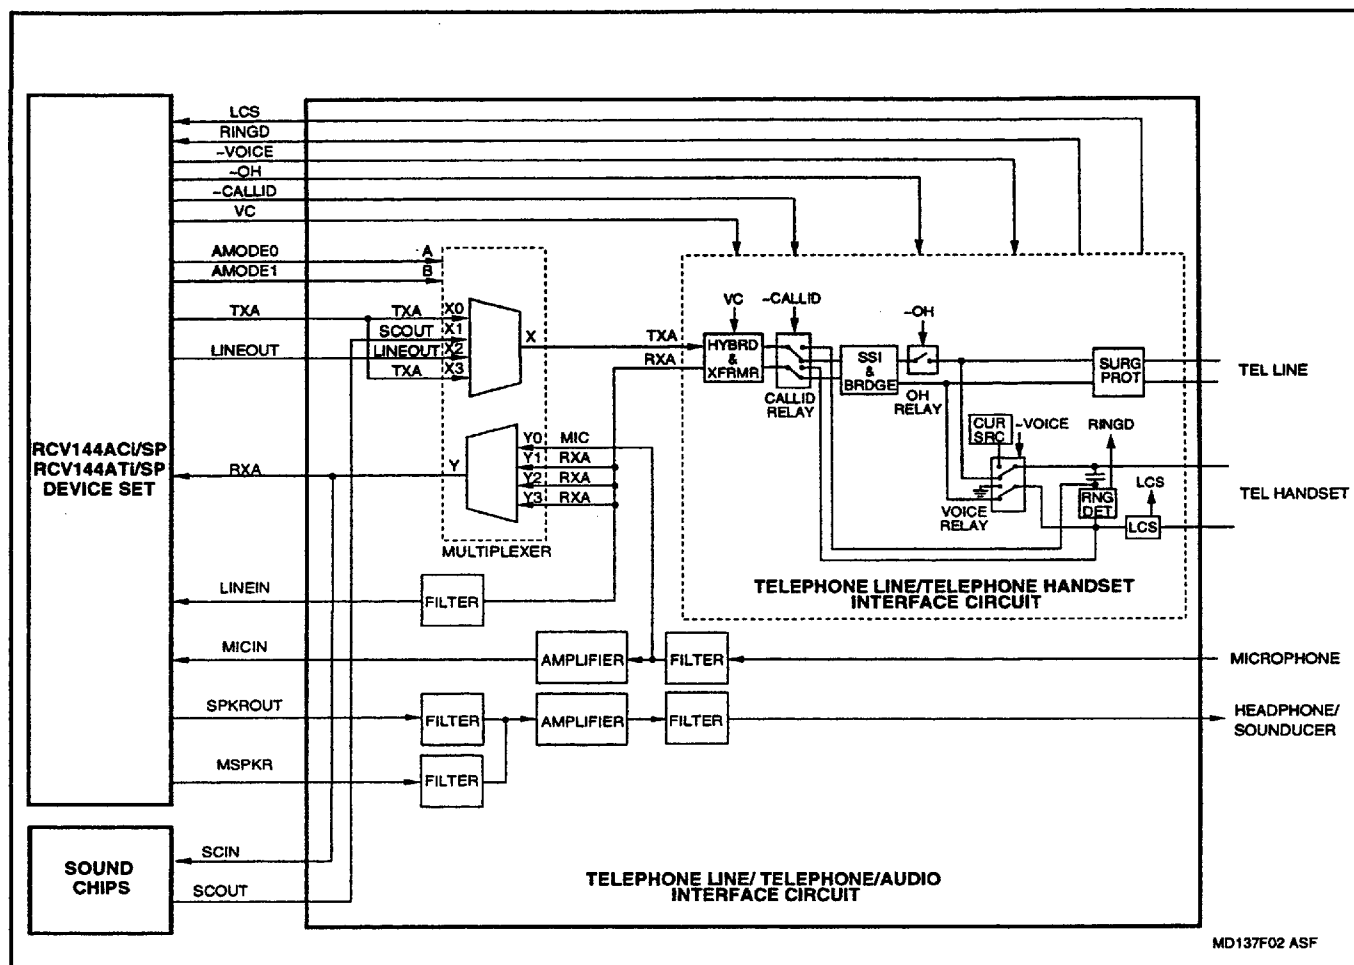 LCS
RINGD
~VOICE
~OH
~CALLID
VC
AMODE0
A
AMODE1
B
TXA
TXA
X0
SCOUT
X1
LINEOUT
LINEOUT
X2
TXA
X3
X
TXA
RXA
VC
~CALLID
~OH
HYBRD
&
XFRMR
CALLID
RELAY
SSI
&
BRDGE
OH
RELAY
SURG
PROT
TEL LINE
CUR
SRC
~VOICE
RINGD
VOICE
RELAY
RNG
DET
LCS
LCS
TEL HANDSET
RCV144ACi/SP
RCV144ATi/SP
DEVICE SET
RXA
Y
Y0
MIC
Y1
RXA
Y2
RXA
Y3
RXA
MULTIPLEXER
TELEPHONE LINE/TELEPHONE HANDSET
INTERFACE CIRCUIT
LINEIN
FILTER
MICIN
AMPLIFIER
FILTER
MICROPHONE
SPKROUT
FILTER
AMPLIFIER
FILTER
HEADPHONE/
SOUNDUCER
MSPKR
FILTER
SOUND
CHIPS
SCIN
SCOUT
TELEPHONE LINE/ TELEPHONE/AUDIO
INTERFACE CIRCUIT
MD137F02 ASF